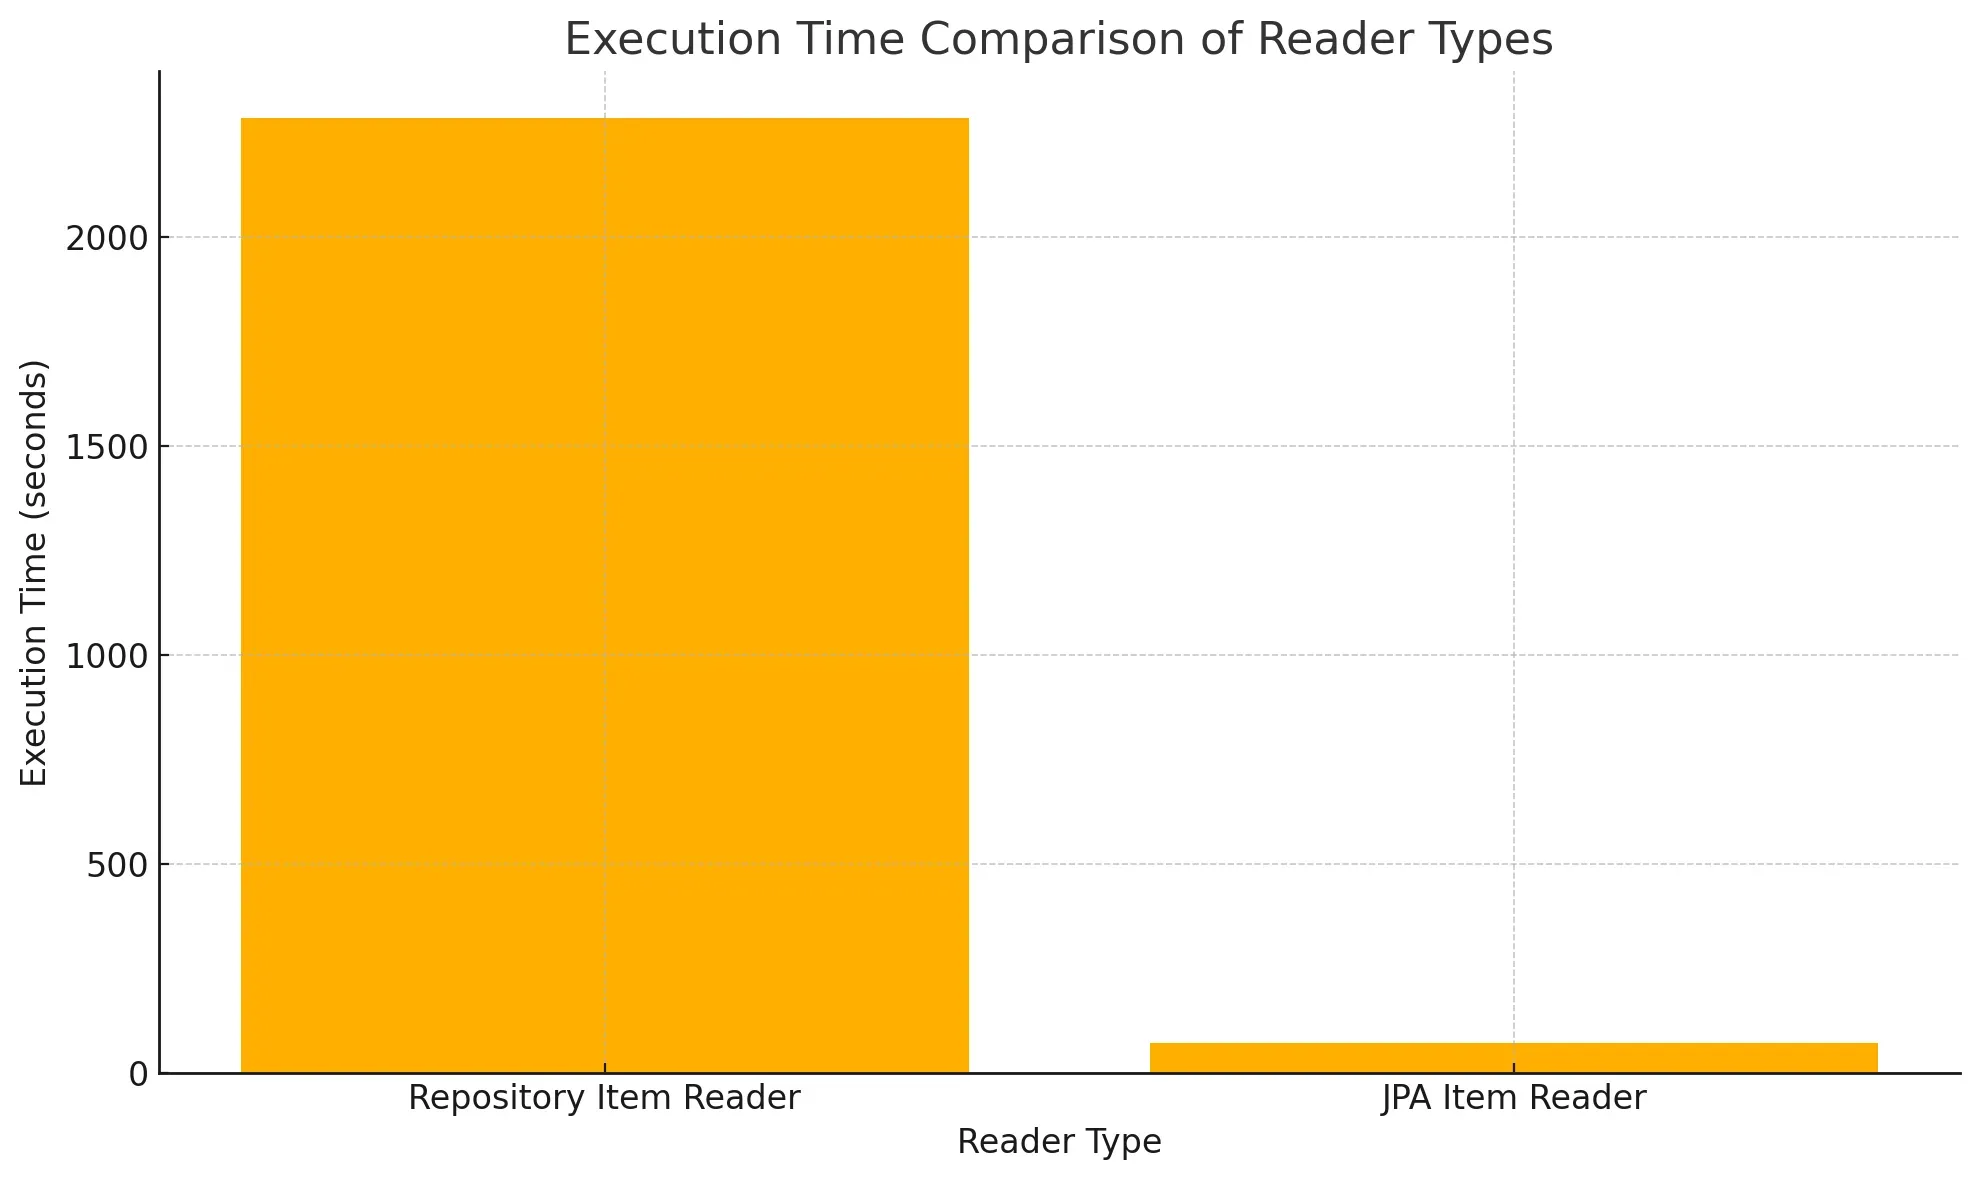 Execution Time Comparison of Reader Types
Execution Time (seconds)
2000
1500
1000
500
0
Repository Item Reader
JPA Item Reader
Reader Type